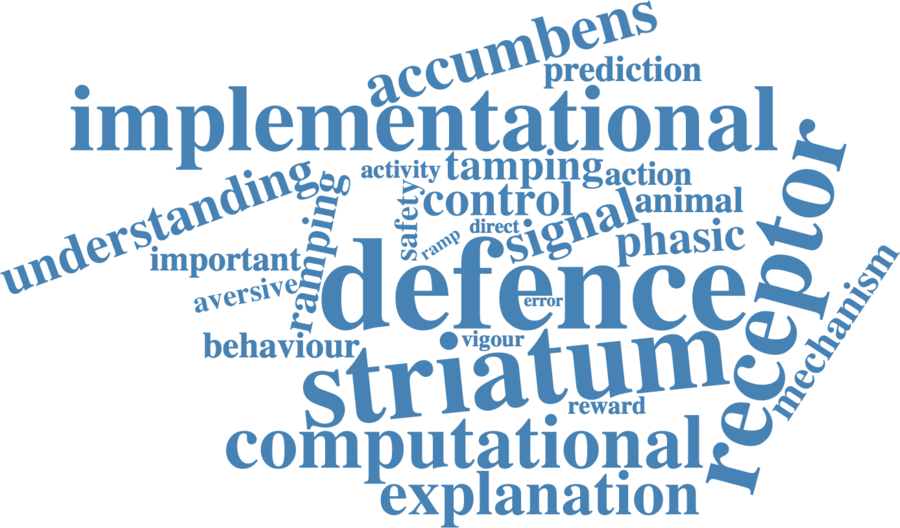 accumbens
prediction
implementational
activity
tamping
action
understanding
ramping
safety
control
animal
receptor
direct
signal
ramp
phasic
important
defence
aversive
error
mechanism
behaviour
vigour
striatum
reward
computational
explanation